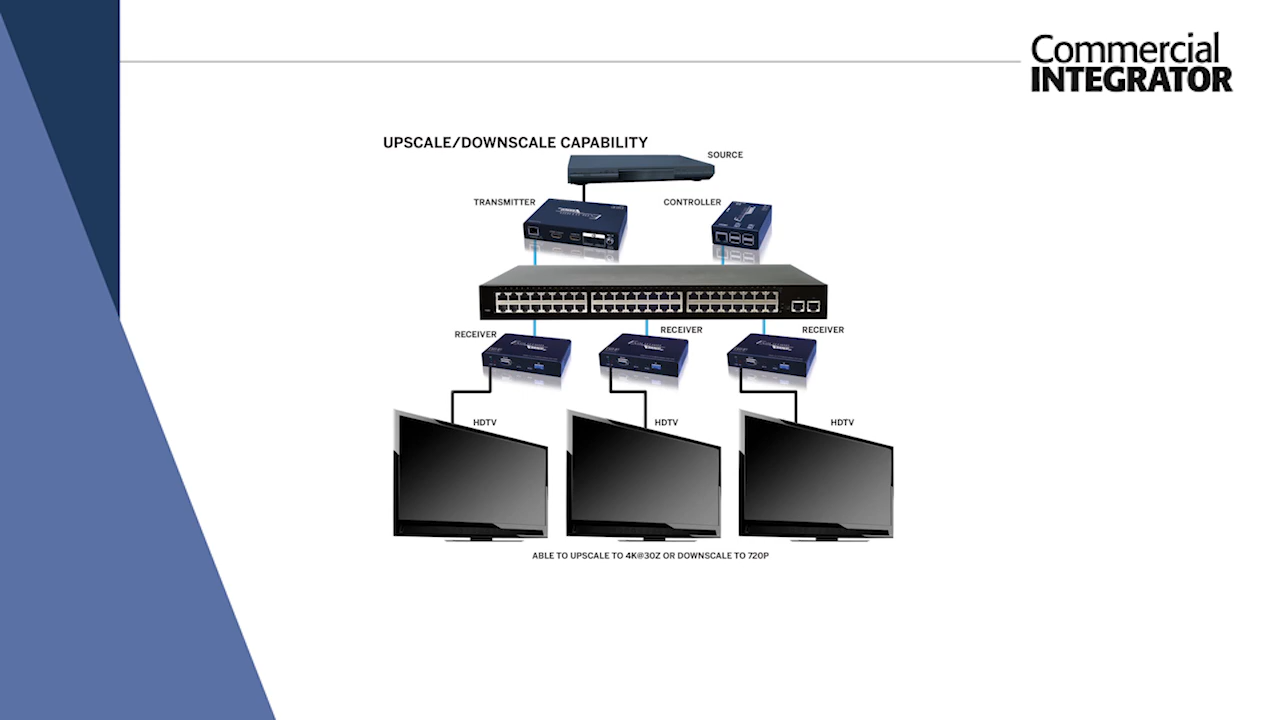 Commercial
INTEGRATOR
UPSCALE/DOWNSCALE CAPABILITY
SOURCE
TRANSMITTER
CONTROLLER
RECEIVER
RECEIVER
RECEIVER
HDTV
HDTV
HDTV
ABLE TO UPSCALE TO 4K@30Z OR DOWNSCALE TO 720P